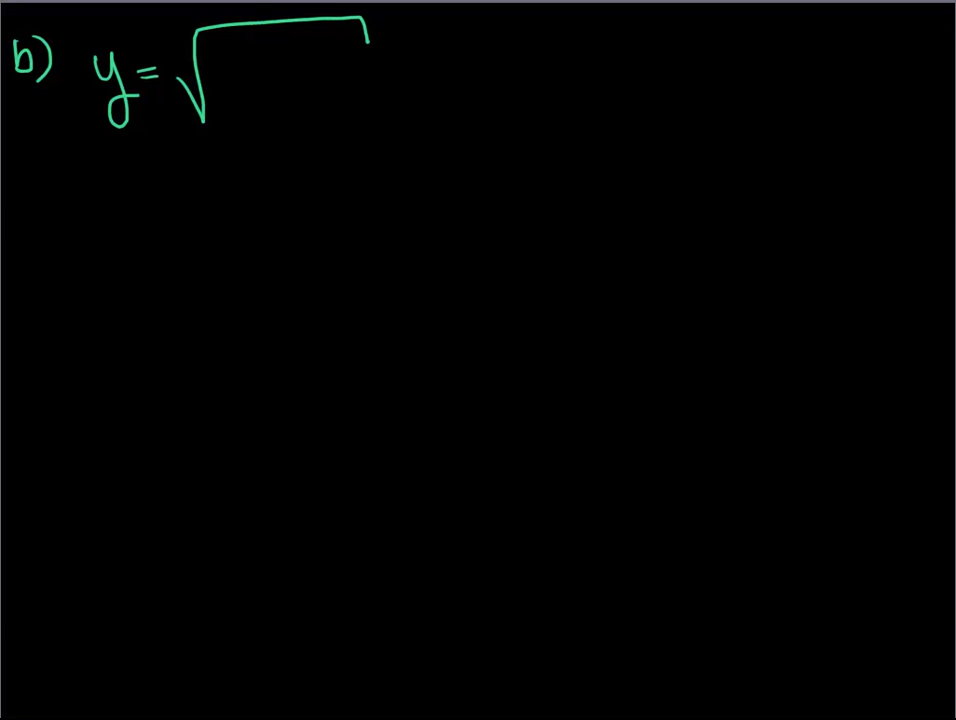 b) y = √